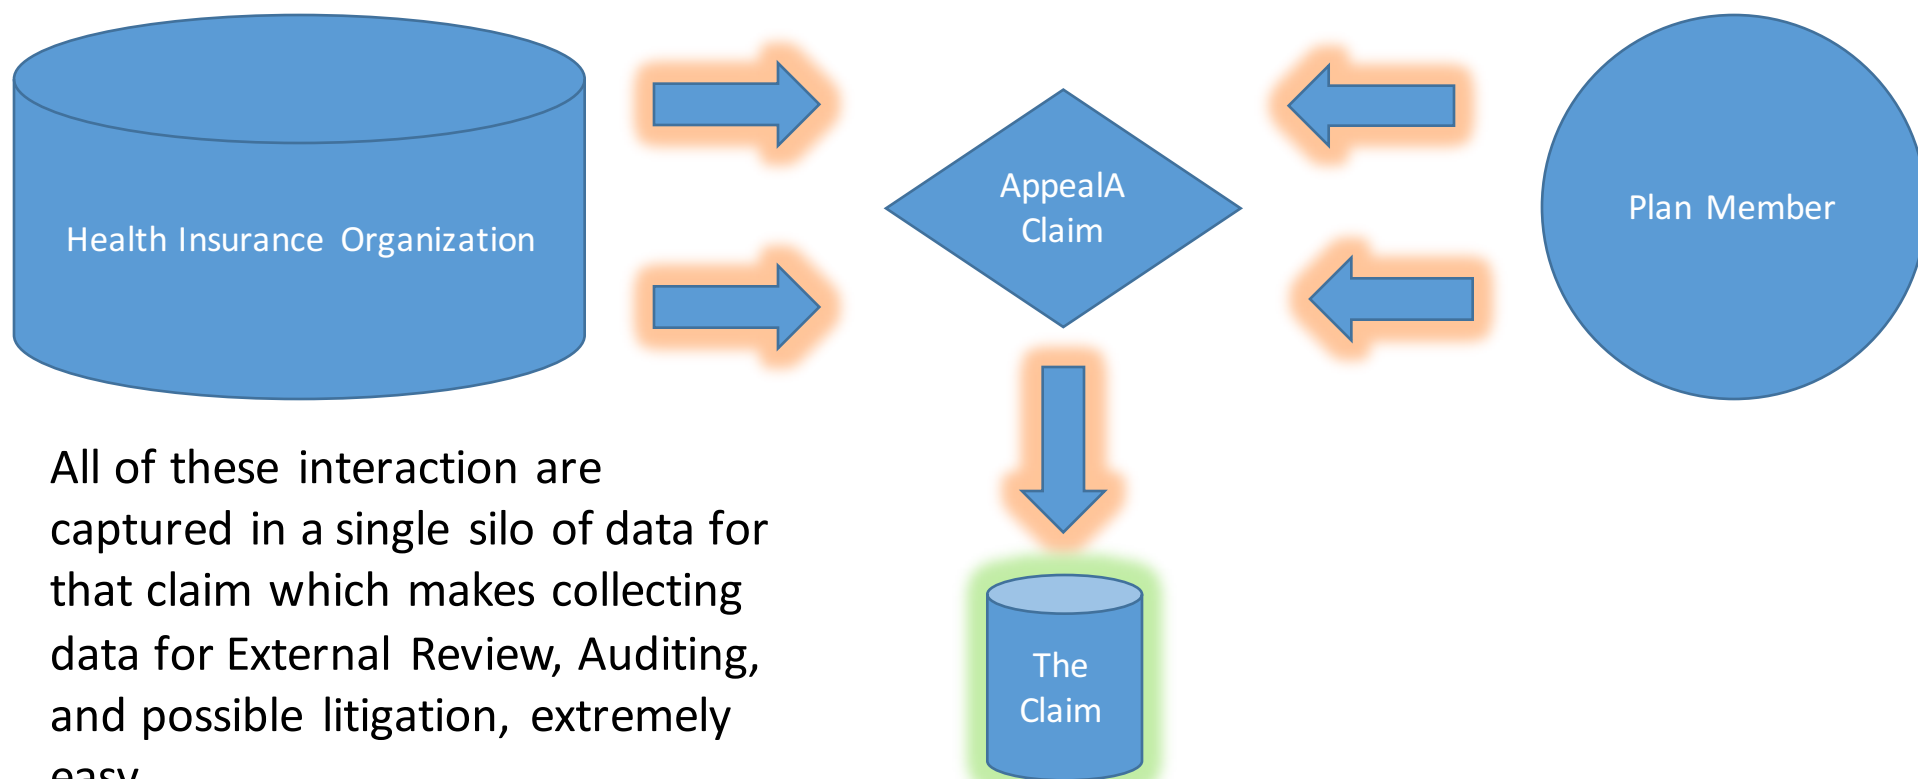 Health Insurance Organization
AppealA
Claim
Plan Member
All of these interaction are
captured in a single silo of data for
that claim which makes collecting
data for External Review, Auditing,
and possible litigation, extremely
easy
The
Claim